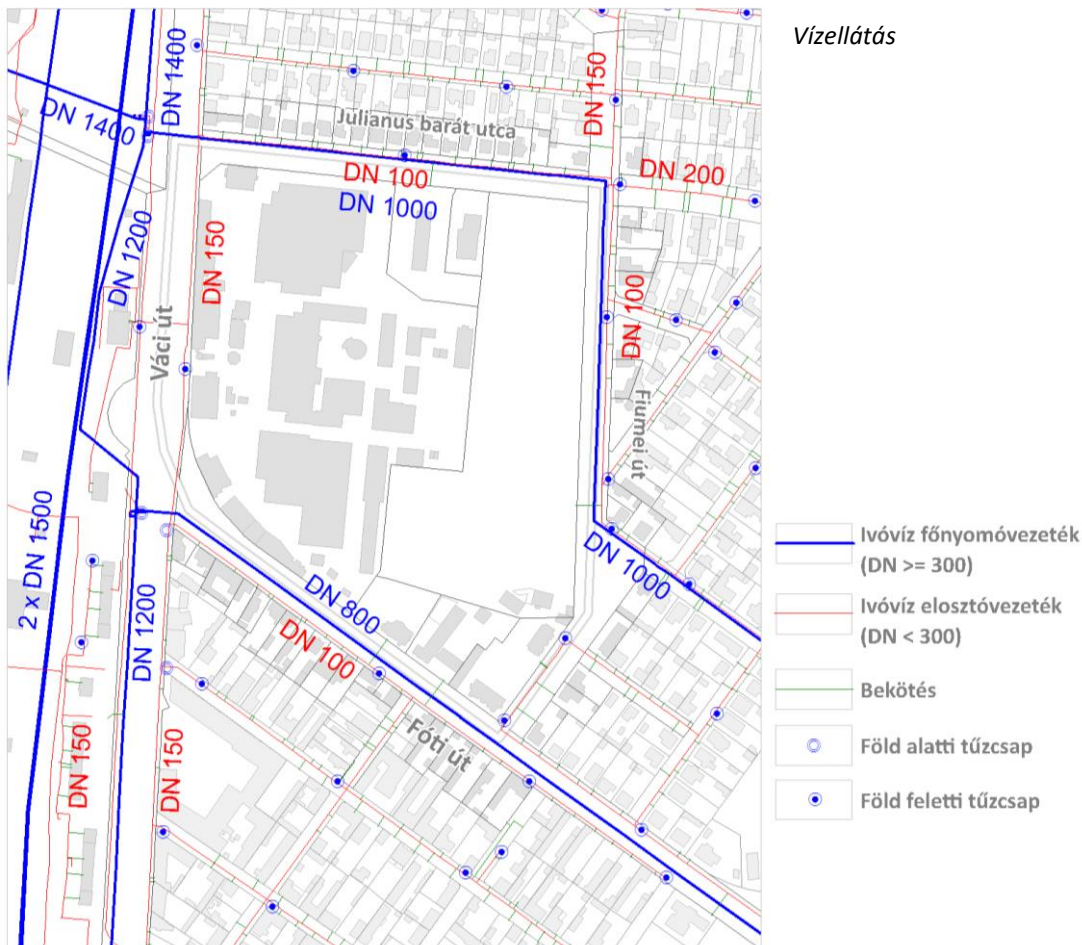 Vízellátás
DN 1400
DN 150
DN 1400
Julianus barát utca
DN 100
DN 200
DN 1000
DN 1200
DN 150
Váci út
DN 100
Fiumei út
2 x DN 1500
DN 1000
DN 800
DN 1200
DN 100
Fóti út
DN 150
DN 150
Ivóvíz főnyomóvezeték
(DN >= 300)
Ivóvíz elosztóvezeték
(DN < 300)
Bekötés
Föld alatti tűzcsap
Föld feletti tűzcsap